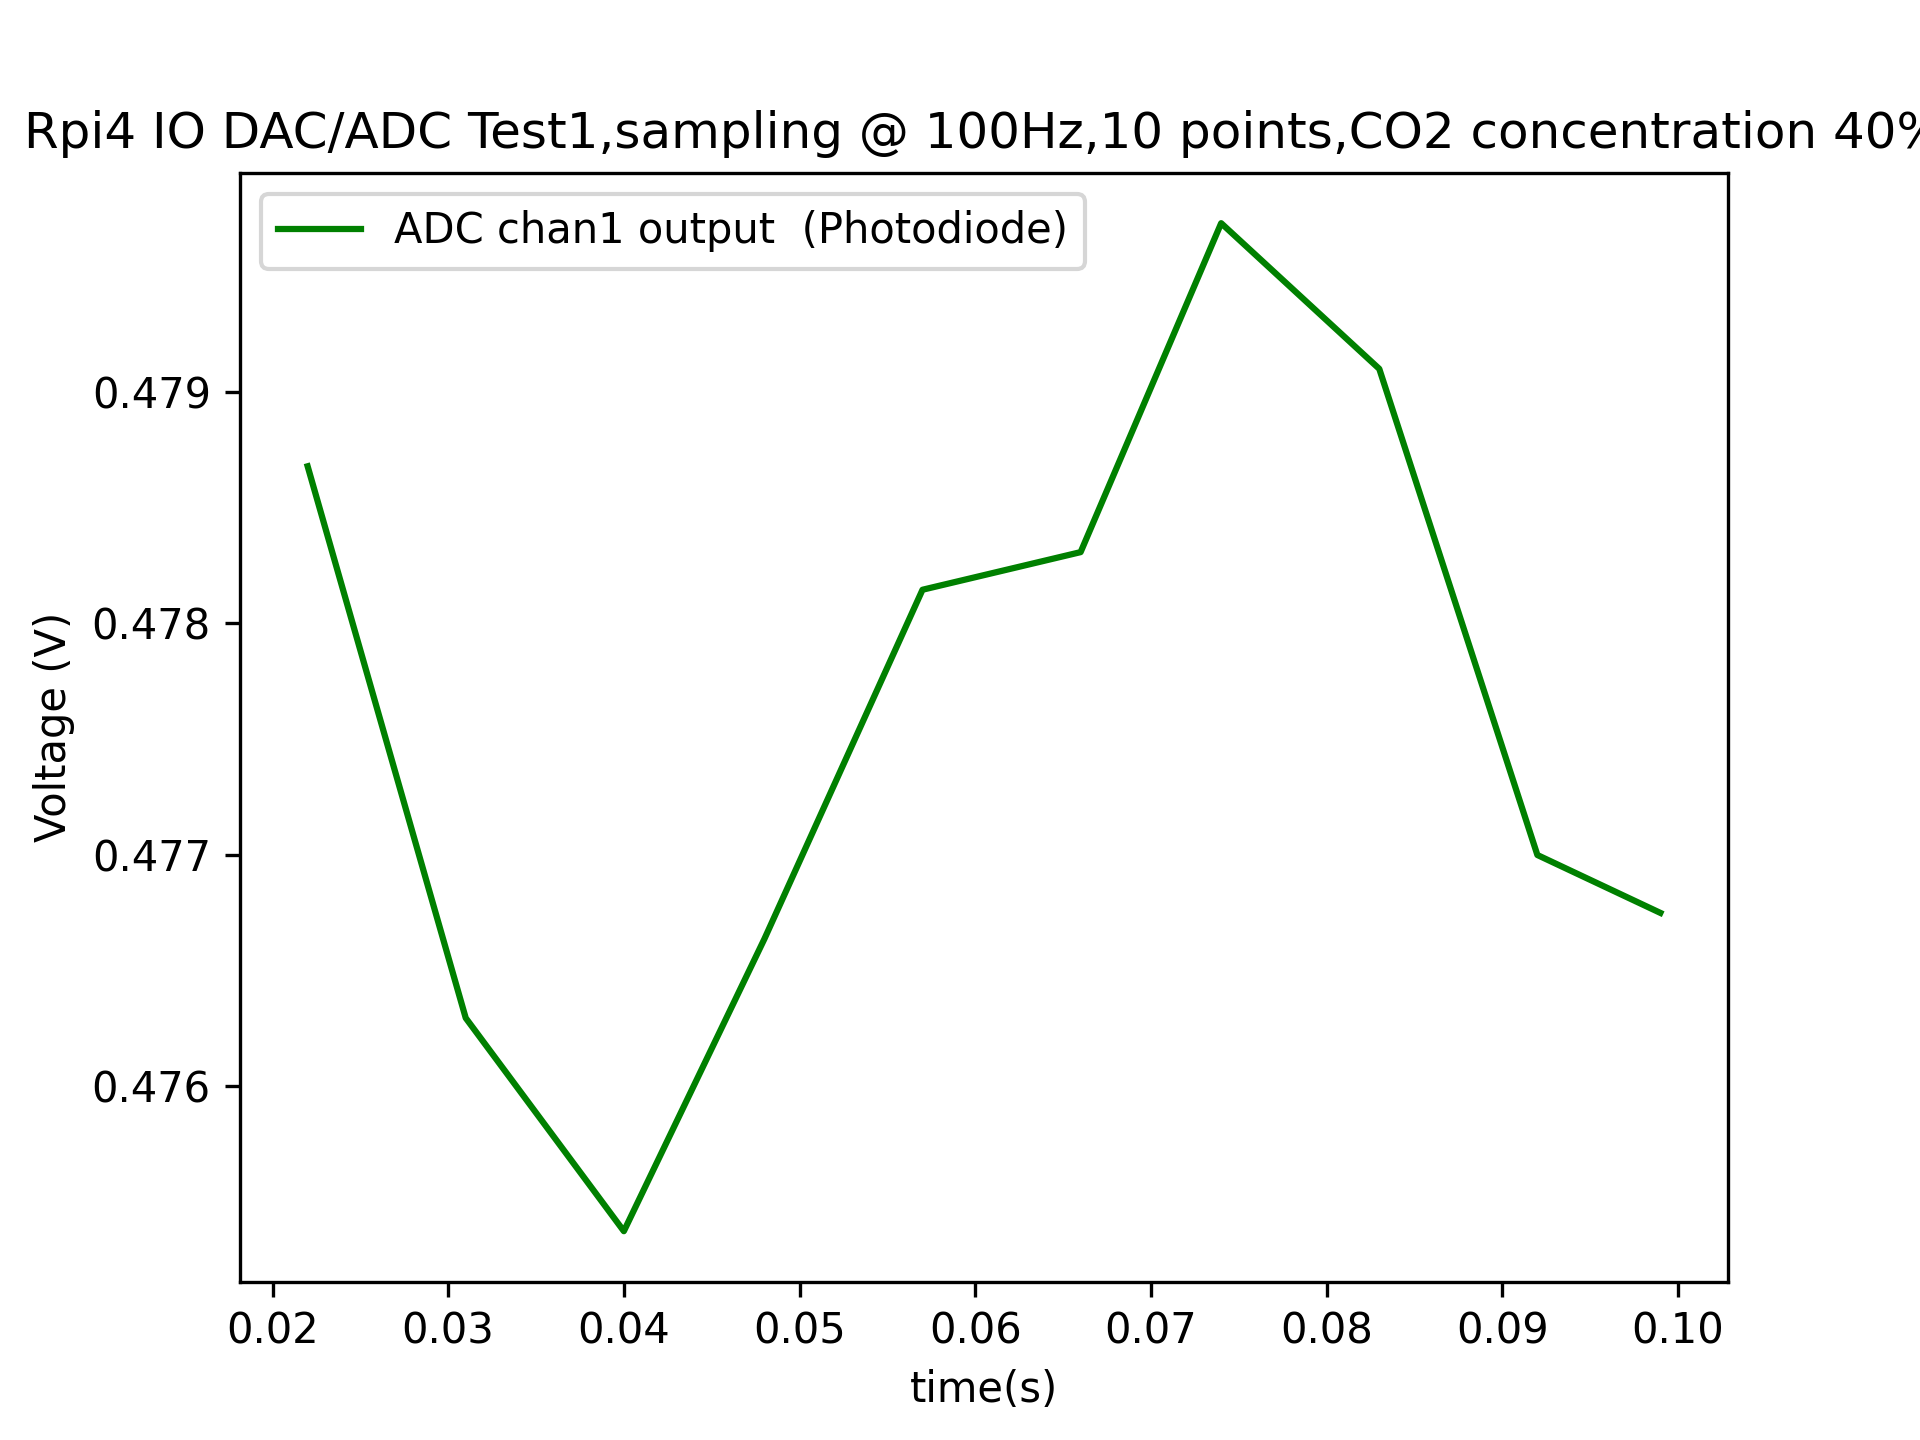 Rpi4 IO DAC/ADC Test1,sampling @ 100Hz,10 points,CO2 concentration 40%
ADC chan1 output  (Photodiode)
0.479
0.478
0.477
0.476
Voltage (V)
0.02 0.03 0.04 0.05 0.06 0.07 0.08 0.09 0.10
time(s)